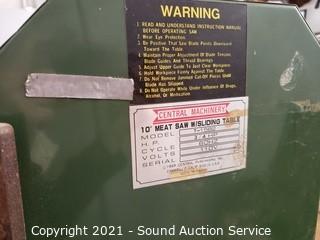 WARNING
1. READ AND UNDERSTAND INSTRUCTION MANUAL
BEFORE OPERATING SAW
2. Wear Eye Protection.
3. Be Positive That Saw Blade Points Downward
Toward The Table.
4. Maintain Proper Adjustment Of Blade Tension,
Blade Guides, And Thrust Bearings.
5. Adjust Upper Guide To Just Clear Workpiece.
6. Hold Workpiece Firmly Against The Table.
7. Do Not Remove Jammed Cut-Off Pieces Until
Blade Has Stopped.
8. Do Not Operate While Under Influence Of Drugs,
Alcohol, Or Medication.
CENTRAL MACHINERY
10" MEAT SAW W/SLIDING TABLE
MODEL
H.P.
CYCLE 60HZ
VOLTS 110V
SERIAL
Copyright 2021 - Sound Auction Service